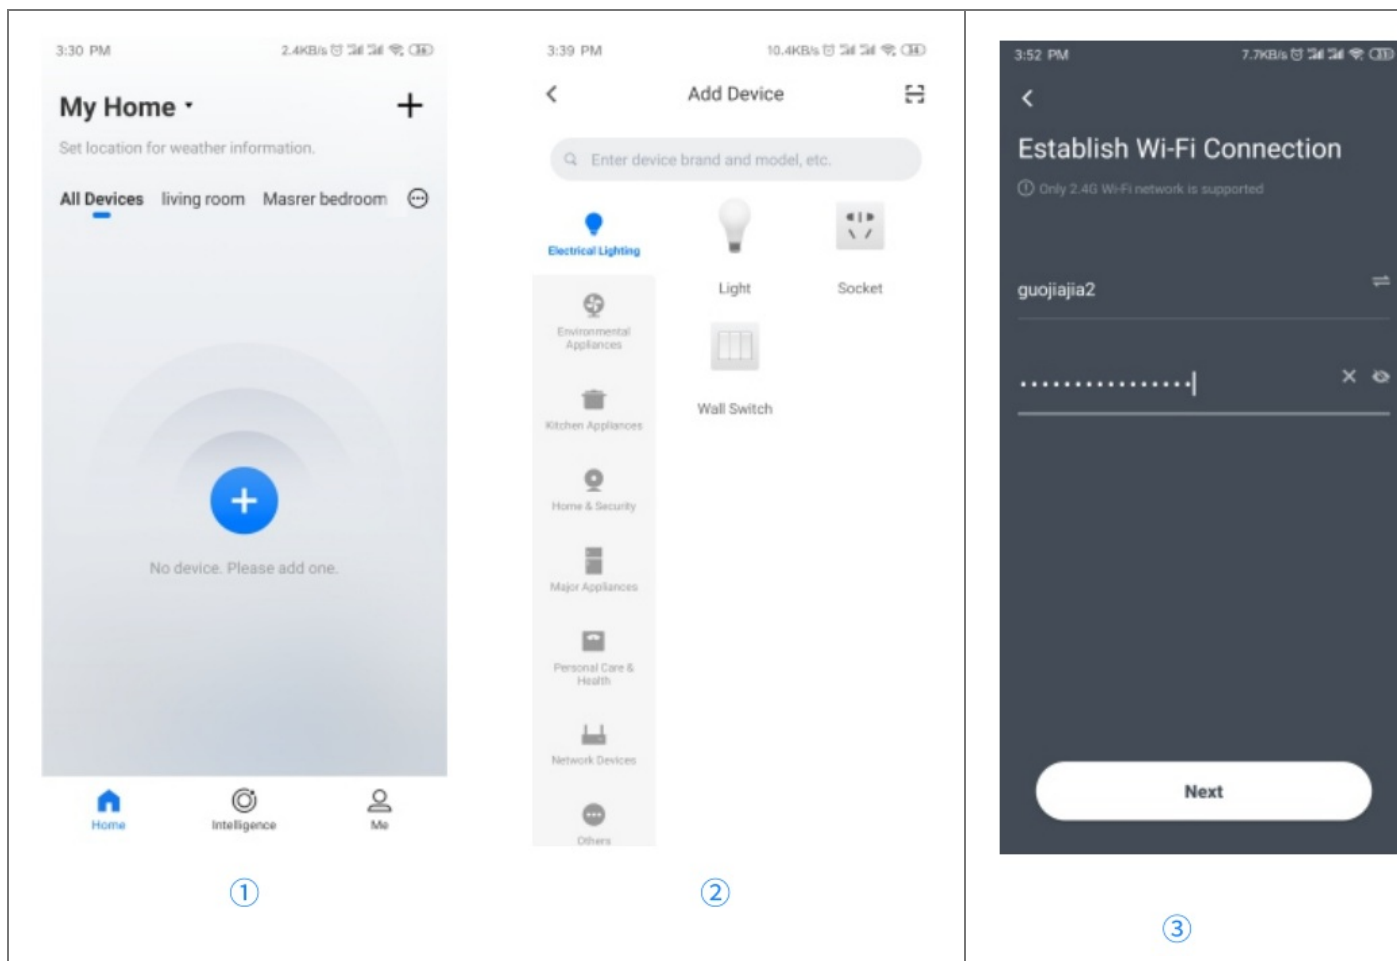 3:30 PM
2.4KB/s
36
My Home
Set location for weather information.
All Devices living room Masrer bedroom
No device. Please add one.
Home Intelligence Me
①
3:39 PM
10.4KB/s
34
Add Device
Enter device brand and model, etc.
Electrical Lighting
Environmental
Appliances
Kitchen Appliances
Home & Security
Major Appliances
Personal Care &
Health
Network Devices
Others
Light Socket
Wall Switch
②
3:52 PM
7.7KB/s
Establish Wi-Fi Connection
Only 2.4G Wi-Fi network is supported
guojiajia2
Next
③